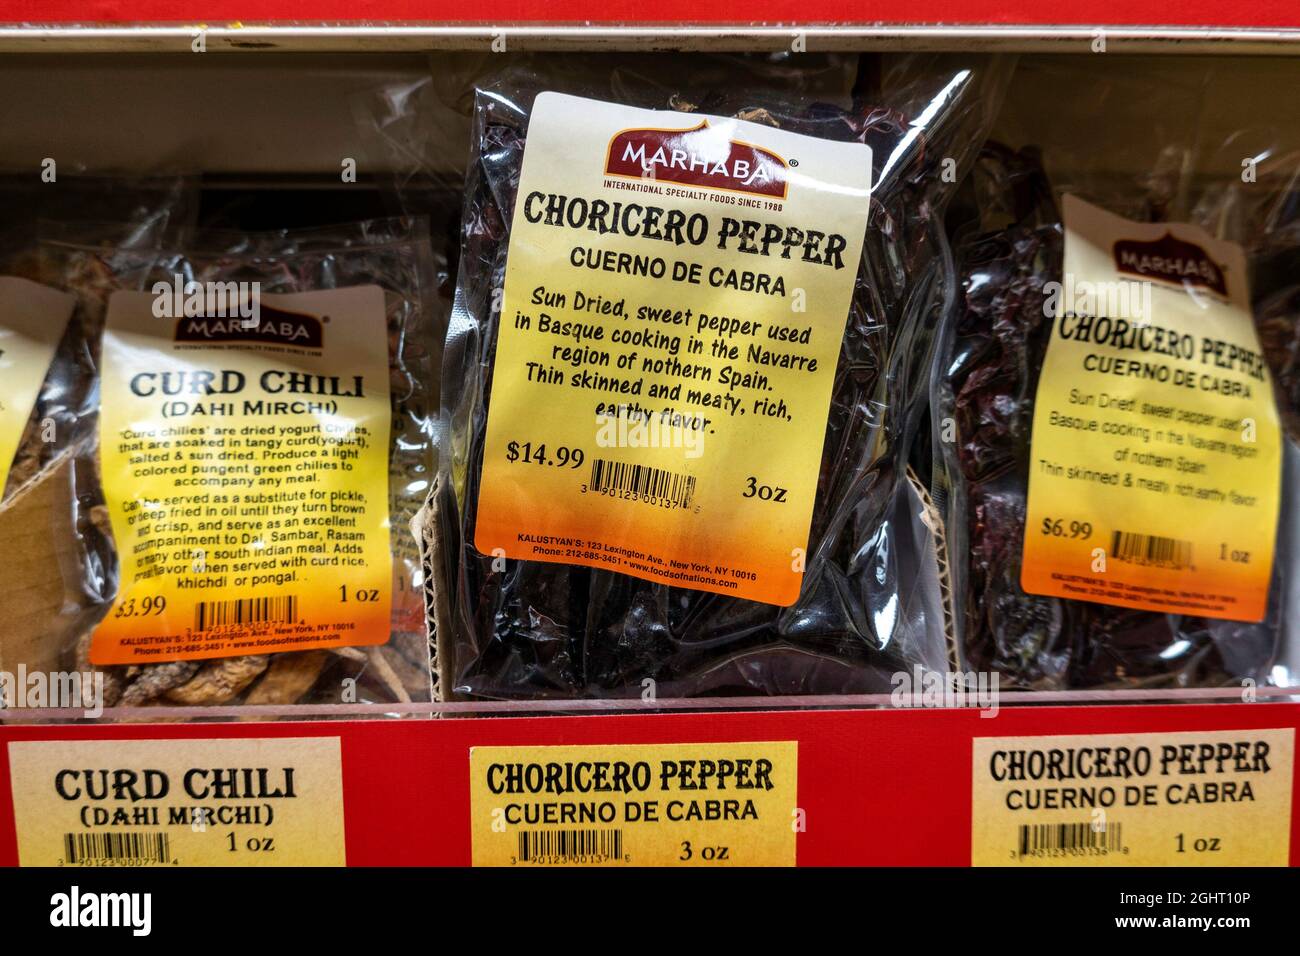 MARHABA
CURD CHILI
(DAHI MIRCHI)
'Curd chilies' are dried yogurt Chilies,
that are soaked in tangy curd(yogurt),
salted & sun dried. Produce a light
colored pungent green chilies to
accompany any meal.
Can be served as a substitute for pickle,
or deep fried in oil until they turn brown
and crisp, and serve as an excellent
ompaniment to Dal, Sambar, Rasam
or many other south indian meal. Adds
great flavor when served with curd rice,
khichdi or pongal.
$3.99
1 oz
KALUSTYAN'S: 123 Lexington Ave., New York, NY 10016
Phone: 212-685-3451 • www.foodsofnations.com
MARHABA®
INTERNATIONAL SPECIALTY FOODS SINCE 1988
CHORICERO PEPPER
CUERNO DE CABRA
Sun Dried, sweet pepper used
in Basque cooking in the Navarre
region of nothern Spain.
Thin skinned and meaty, rich,
earthy flavor.
$14.99
3oz
KALUSTYAN'S: 123 Lexington Ave., New York, NY 10016
Phone: 212-685-3451 • www.foodsofnations.com
MARHABA
CHORICERO PEPPER
CUERNO DE CABRA
Sun Dried, sweet pepper used
Basque cooking in the Navarre region
of nothern Spain.
Thin skinned & meaty, rich,earthy flavor.
$6.99
1 oz
CURD CHILI
(DAHI MIRCHI)
1 oz
CHORICERO PEPPER
CUERNO DE CABRA
3 oz
CHORICERO PEPPER
CUERNO DE CABRA
1 oz
alamy
Image ID: 2GHT10P
www.alamy.com